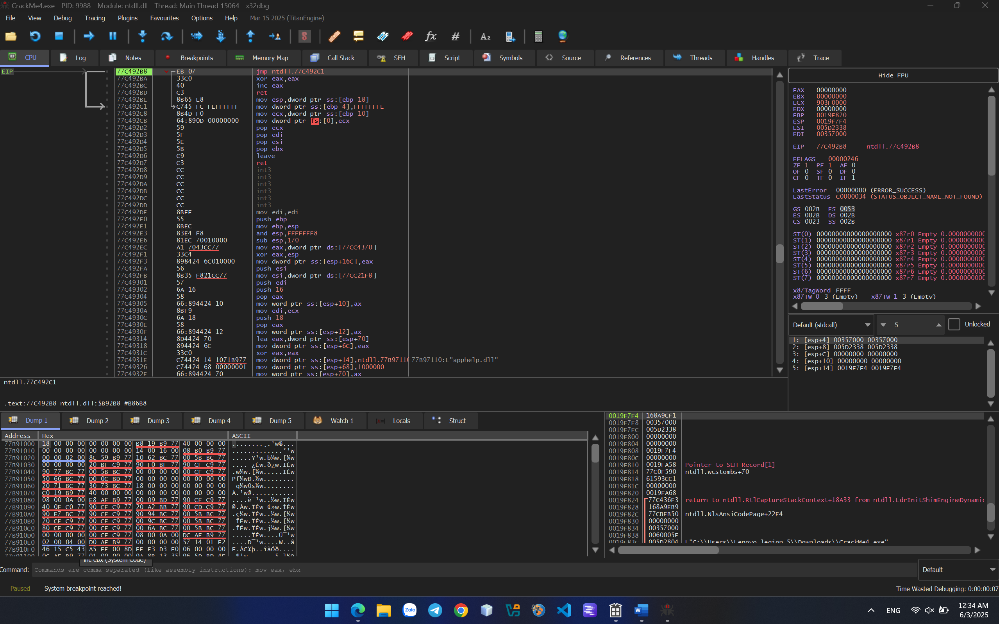 CrackMe4.exe - PID: 9988 - Module: ntdll.dll - Thread: Main Thread 15064 - x32dbg
File View Debug Tracing Plugins Favourites Options Help Mar 15 2025 (TitanEngine)
CPU Log Notes Breakpoints Memory Map Call Stack SEH Script Symbols Source References Threads Handles Trace
EIP
77C492B8 EB 07 jmp ntdll.77C492C1
77C492BA 33C0 xor eax,eax
77C492BC 40 inc eax
77C492BD C3 ret
77C492BE 8B65 E8 mov esp,dword ptr ss:[ebp-18]
77C492C1 C745 FC FEFFFFFF mov dword ptr ss:[ebp-4],FFFFFFFE
77C492C8 8B4D F0 mov ecx,dword ptr ss:[ebp-10]
77C492CB 64:890D 00000000 mov dword ptr fs:[0],ecx
77C492D2 59 pop ecx
77C492D3 5F pop edi
77C492D4 5E pop esi
77C492D5 5B pop ebx
77C492D6 C9 leave
77C492D7 C3 ret
77C492D8 CC int3
77C492D9 CC int3
77C492DA CC int3
77C492DB CC int3
77C492DC CC int3
77C492DD CC int3
77C492DE 8BFF mov edi,edi
77C492E0 55 push ebp
77C492E1 8BEC mov ebp,esp
77C492E3 83E4 F8 and esp,FFFFFFF8
77C492E6 81EC 70010000 sub esp,170
77C492EC A1 7043CC77 mov eax,dword ptr ds:[77CC4370]
77C492F1 33C4 xor eax,esp
77C492F3 898424 6C010000 mov dword ptr ss:[esp+16C],eax
77C492FA 56 push esi
77C492FB 8B35 F821CC77 mov esi,dword ptr ds:[77CC21F8]
77C49301 57 push edi
77C49302 6A 16 push 16
77C49304 58 pop eax
77C49305 66:894424 10 mov word ptr ss:[esp+10],ax
77C4930A 8BF9 mov edi,ecx
77C4930C 6A 18 push 18
77C4930E 58 pop eax
77C4930F 66:894424 12 mov word ptr ss:[esp+12],ax
77C49314 8D4424 70 lea eax,dword ptr ss:[esp+70]
77C49318 894424 6C mov dword ptr ss:[esp+6C],eax
77C4931C 33C0 xor eax,eax
77C4931E C74424 14 1071B977 mov dword ptr ss:[esp+14],ntdll.77B97110 77B97110:L"apphelp.dll"
77C49326 C74424 68 00000001 mov dword ptr ss:[esp+68],1000000
77C4932E 66:894424 70 mov word ptr ss:[esp+70],ax
Hide FPU
EAX 00000000
EBX 00000000
ECX 903F0000
EDX 00000000
EBP 0019F820
ESP 0019F7F4
ESI 005D2338
EDI 00357000
EIP 77C492B8 ntdll.77C492B8
EFLAGS 00000246
ZF 1 PF 1 AF 0
OF 0 SF 0 DF 0
CF 0 TF 0 IF 1
LastError 00000000 (ERROR_SUCCESS)
LastStatus C0000034 (STATUS_OBJECT_NAME_NOT_FOUND)
GS 002B FS 0053
ES 002B DS 002B
CS 0023 SS 002B
ST(0) 00000000000000000000 x87r0 Empty 0.0000000000
ST(1) 00000000000000000000 x87r1 Empty 0.0000000000
ST(2) 00000000000000000000 x87r2 Empty 0.0000000000
ST(3) 00000000000000000000 x87r3 Empty 0.0000000000
ST(4) 00000000000000000000 x87r4 Empty 0.0000000000
ST(5) 00000000000000000000 x87r5 Empty 0.0000000000
ST(6) 00000000000000000000 x87r6 Empty 0.0000000000
ST(7) 00000000000000000000 x87r7 Empty 0.0000000000
x87TagWord FFFF
x87TW_0 3 (Empty) x87TW_1 3 (Empty)
Default (stdcall) 5 Unlocked
1: [esp+4] 00357000 00357000
2: [esp+8] 005D2338 005D2338
3: [esp+C] 00000000 00000000
4: [esp+10] 00000000 00000000
5: [esp+14] 0019F7F4 0019F7F4
ntdll.77C492C1
.text:77C492B8 ntdll.dll:$B92B8 #B86B8
Dump 1 Dump 2 Dump 3 Dump 4 Dump 5 Watch 1 Locals Struct
Address Hex ASCII
77B91000 18 00 00 00 00 00 00 00 B8 19 B9 77 40 00 00 00 ........¸.¹w@...
77B91010 00 00 00 00 00 00 00 00 14 00 16 00 08 B0 B9 77 .............°¹w
77B91020 00 00 02 00 8C 59 B9 77 10 62 BC 77 00 5B BC 77 .....Y¹w.b¼w.[¼w
77B91030 00 00 00 00 20 BF C9 77 90 F0 BF 77 90 CF C9 77 .... ¿Éw.ð¿w.ÏÉw
77B91040 90 77 BC 77 00 5B BC 77 00 00 00 00 00 CF C9 77 .w¼w.[¼w.....ÏÉw
77B91050 50 66 BC 77 D0 0C BD 77 00 00 00 00 00 00 00 00 Pf¼wÐ.½w........
77B91060 20 71 BC 77 30 73 BC 77 18 00 00 00 00 00 00 00 q¼w0s¼w........
77B91070 C0 19 B9 77 40 00 00 00 00 00 00 00 00 00 00 00 À.¹w@...........
77B91080 08 00 0A 00 E8 AF B9 77 00 09 BD 77 90 CF C9 77 ....è¯¹w..½w.ÏÉw
77B91090 40 0F C0 77 90 CF C9 77 20 A2 BB 77 90 CD C9 77 @.Àw.ÏÉw ¢»w.ÍÉw
77B910A0 90 E7 BC 77 90 CF C9 77 90 94 BC 77 00 5B BC 77 .ç¼w.ÏÉw..¼w.[¼w
77B910B0 20 CE C9 77 00 CF C9 77 00 9C BC 77 00 5B BC 77 ÎÉw.ÏÉw..¼w.[¼w
77B910C0 80 CE C9 77 00 CF C9 77 00 6A BC 77 00 5B BC 77 .ÎÉw.ÏÉw.j¼w.[¼w
77B910D0 00 00 00 00 00 CF C9 77 08 00 0A 00 DC AF B9 77 .....ÏÉw....Ü¯¹w
77B910E0 02 00 04 00 D0 AF B9 77 00 00 00 00 57 14 01 E2 ....Ð¯¹w....W..â
77B910F0 46 15 C5 43 A5 FE 00 8D EE E3 D3 F0 06 00 00 00 F.ÅC¥þ..îãÓð....
0019F7F4 168A9CF1
0019F7F8 00357000
0019F7FC 005D2338
0019F800 00000000
0019F804 00000000
0019F808 0019F7F4
0019F80C 00000000
0019F810 0019FA58 Pointer to SEH_Record[1]
0019F814 77C0F590 ntdll.wcstombs+70
0019F818 61593CC1
0019F81C 00000000
0019F820 0019FA68
0019F824 77C436F3 return to ntdll.RtlCaptureStackContext+18A33 from ntdll.LdrInitShimEngineDynamic
0019F828 168A9EB9
0019F82C 77CBEB50 ntdll.NlsAnsiCodePage+22E4
0019F830 00000000
0019F834 00357000
0019F838 0060005E
0019F83C 005D2804 L"C:\\Users\\Lenovo legion 5\\Downloads\\CrackMe4.exe"
inc ebx (System Code)
Command: Commands are comma separated (like assembly instructions): mov eax, ebx Default
Paused System breakpoint reached! Time Wasted Debugging: 0:00:00:07
Zalo
ENG 12:34 AM
6/3/2025